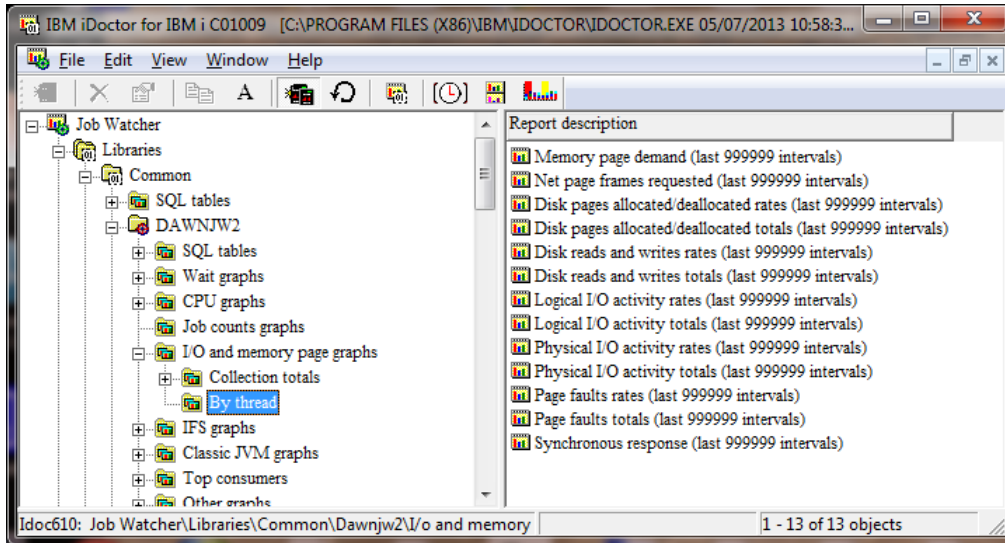 IBM iDoctor for IBM i C01009 [C:\PROGRAM FILES (X86)\IBM\IDOCTOR\IDOCTOR.EXE 05/07/2013 10:58:3...
File Edit View Window Help
A
Job Watcher
Libraries
Common
SQL tables
DAWNJW2
SQL tables
Wait graphs
CPU graphs
Job counts graphs
I/O and memory page graphs
Collection totals
By thread
IFS graphs
Classic JVM graphs
Top consumers
Other graphs
Report description
Memory page demand (last 999999 intervals)
Net page frames requested (last 999999 intervals)
Disk pages allocated/deallocated rates (last 999999 intervals)
Disk pages allocated/deallocated totals (last 999999 intervals)
Disk reads and writes rates (last 999999 intervals)
Disk reads and writes totals (last 999999 intervals)
Logical I/O activity rates (last 999999 intervals)
Logical I/O activity totals (last 999999 intervals)
Physical I/O activity rates (last 999999 intervals)
Physical I/O activity totals (last 999999 intervals)
Page faults rates (last 999999 intervals)
Page faults totals (last 999999 intervals)
Synchronous response (last 999999 intervals)
Idoc610: Job Watcher\Libraries\Common\Dawnjw2\I/o and memory
1 - 13 of 13 objects